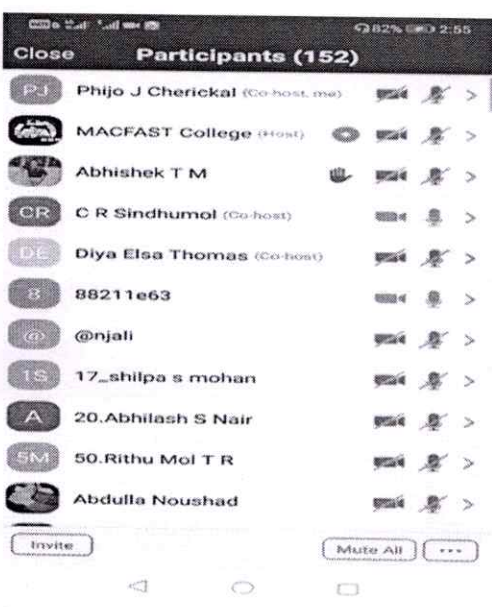 82% 2:55
Close Participants (152)
PJ Phijo J Cherickal (Co-host, me)
MACFAST College (Host)
Abhishek T M
CR C R Sindhumol (Co-host)
DE Diya Elsa Thomas (Co-host)
8 88211e63
@ @njali
1S 17_shilpa s mohan
A 20.Abhilash S Nair
5M 50.Rithu Mol T R
Abdulla Noushad
Invite Mute All